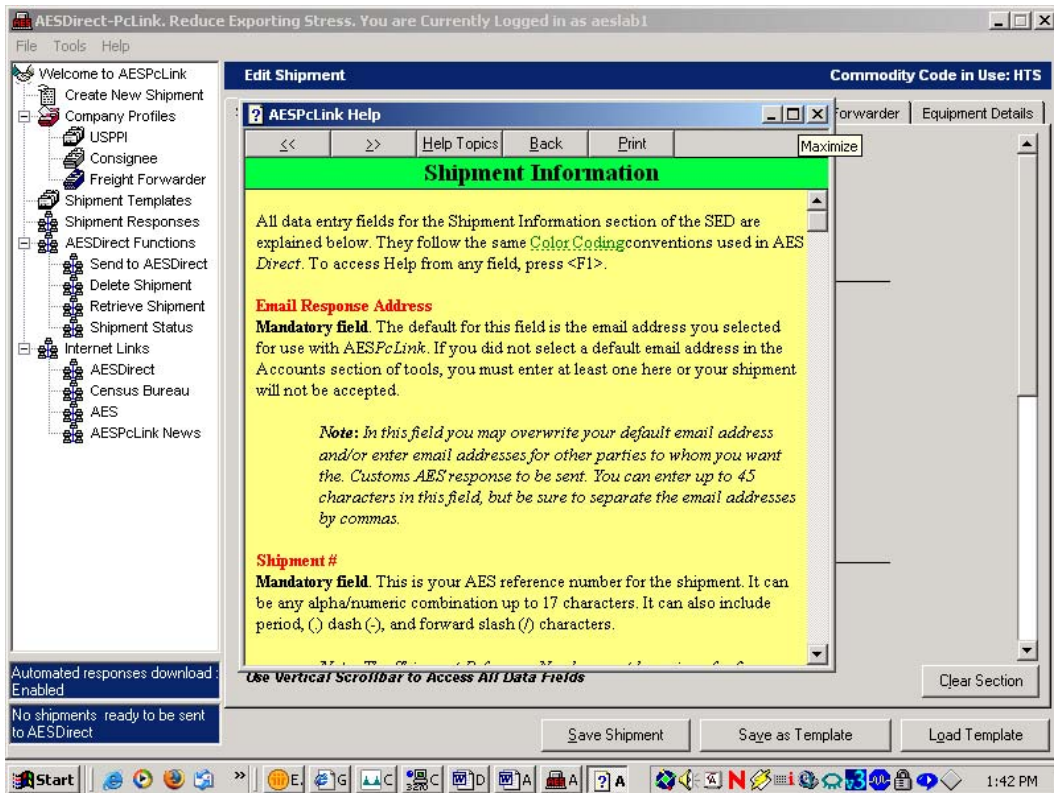 AESDirect-PcLink. Reduce Exporting Stress. You are Currently Logged in as aeslab1
File Tools Help
Welcome to AESPcLink
Create New Shipment
Company Profiles
USPPI
Consignee
Freight Forwarder
Shipment Templates
Shipment Responses
AESDirect Functions
Send to AESDirect
Delete Shipment
Retrieve Shipment
Shipment Status
Internet Links
AESDirect
Census Bureau
AES
AESPcLink News
Automated responses download :
Enabled
No shipments ready to be sent
to AESDirect
Edit Shipment
Commodity Code in Use: HTS
Forwarder
Equipment Details
AESPcLink Help
Maximize
<< >> Help Topics Back Print
Shipment Information
All data entry fields for the Shipment Information section of the SED are
explained below. They follow the same Color Codingconventions used in AES
Direct. To access Help from any field, press <F1>.
Email Response Address
Mandatory field. The default for this field is the email address you selected
for use with AESPcLink. If you did not select a default email address in the
Accounts section of tools, you must enter at least one here or your shipment
will not be accepted.
Note: In this field you may overwrite your default email address
and/or enter email addresses for other parties to whom you want
the. Customs AES response to be sent. You can enter up to 45
characters in this field, but be sure to separate the email addresses
by commas.
Shipment #
Mandatory field. This is your AES reference number for the shipment. It can
be any alpha/numeric combination up to 17 characters. It can also include
period, (.) dash (-), and forward slash (/) characters.
Use Vertical Scrollbar to Access All Data Fields
Clear Section
Save Shipment
Save as Template
Load Template
Start
E. G C C D A A A
1:42 PM